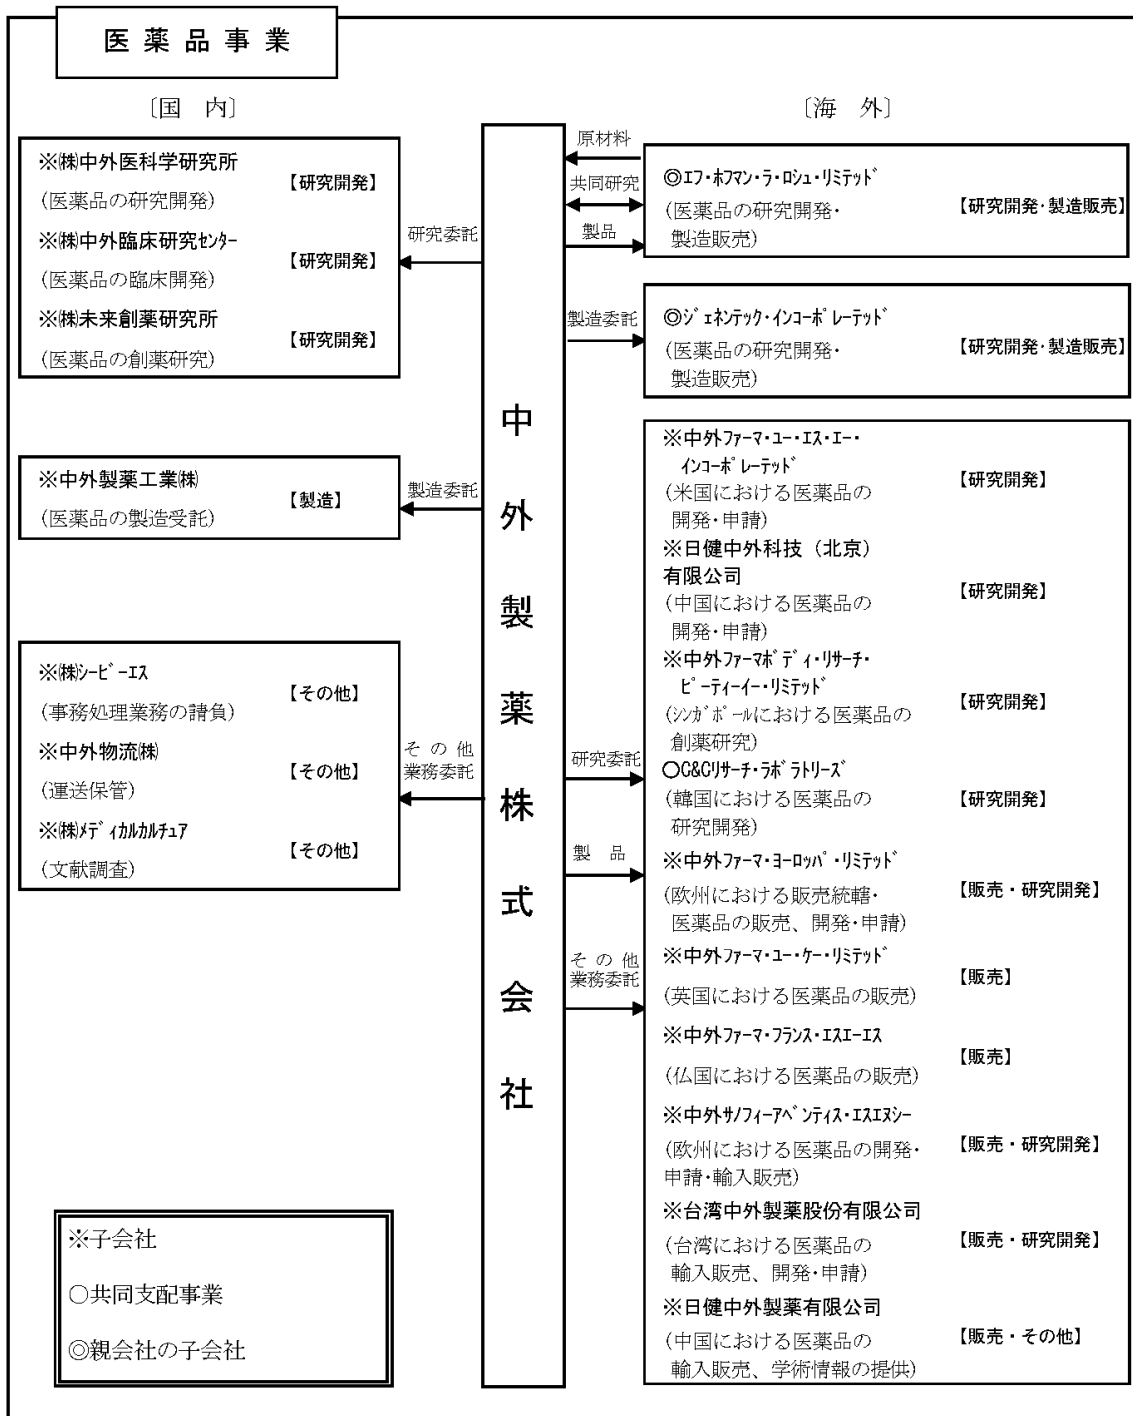 医薬品事業
〔国 内〕
※㈱中外医科学研究所
【研究開発】
(医薬品の研究開発)
※㈱中外臨床研究ｾﾝﾀｰ
【研究開発】
(医薬品の臨床開発)
※㈱未来創薬研究所
【研究開発】
(医薬品の創薬研究)
研究委託
※中外製薬工業㈱
【製造】
(医薬品の製造受託)
製造委託
※㈱ｼｰﾋﾞｰｴｽ
【その他】
(事務処理業務の請負)
※中外物流㈱
【その他】
(運送保管)
※㈱ﾒﾃﾞｨｶﾙｶﾙﾁｭｱ
【その他】
(文献調査)
その他
業務委託
※子会社
○共同支配事業
◎親会社の子会社
中外製薬株式会社
〔海 外〕
原材料
共同研究
製品
◎ｴﾌ・ﾎﾌﾏﾝ・ﾗ・ﾛｼｭ・ﾘﾐﾃｯﾄﾞ
(医薬品の研究開発・
製造販売)
【研究開発・製造販売】
製造委託
◎ｼﾞｪﾈﾝﾃｯｸ・ｲﾝｺｰﾎﾟﾚｰﾃｯﾄﾞ
(医薬品の研究開発・
製造販売)
【研究開発・製造販売】
※中外ﾌｧｰﾏ・ﾕｰ・ｴｽ・ｴｰ・
ｲﾝｺｰﾎﾟﾚｰﾃｯﾄﾞ
【研究開発】
(米国における医薬品の
開発・申請)
※日健中外科技（北京）
有限公司
【研究開発】
(中国における医薬品の
開発・申請)
※中外ﾌｧｰﾏﾎﾞﾃﾞｨ・ﾘｻｰﾁ・
ﾋﾟｰﾃｨｰｲｰ・ﾘﾐﾃｯﾄﾞ
【研究開発】
(ｼﾝｶﾞﾎﾟｰﾙにおける医薬品の
創薬研究)
研究委託
○C&Cﾘｻｰﾁ・ﾗﾎﾞﾗﾄﾘｰｽﾞ
【研究開発】
(韓国における医薬品の
研究開発)
製 品
※中外ﾌｧｰﾏ・ﾖｰﾛｯﾊﾟ・ﾘﾐﾃｯﾄﾞ
【販売・研究開発】
(欧州における販売統轄・
医薬品の販売、開発・申請)
その他
業務委託
※中外ﾌｧｰﾏ・ﾕｰ・ｹｰ・ﾘﾐﾃｯﾄﾞ
【販売】
(英国における医薬品の販売)
※中外ﾌｧｰﾏ・ﾌﾗﾝｽ・ｴｽｴｰｴｽ
【販売】
(仏国における医薬品の販売)
※中外ｻﾉﾌｨ―ｱﾍﾞﾝﾃｨｽ・ｴｽｴﾇｼｰ
【販売・研究開発】
(欧州における医薬品の開発・
申請・輸入販売)
※台湾中外製薬股份有限公司
【販売・研究開発】
(台湾における医薬品の
輸入販売、開発・申請)
※日健中外製薬有限公司
【販売・その他】
(中国における医薬品の
輸入販売、学術情報の提供)